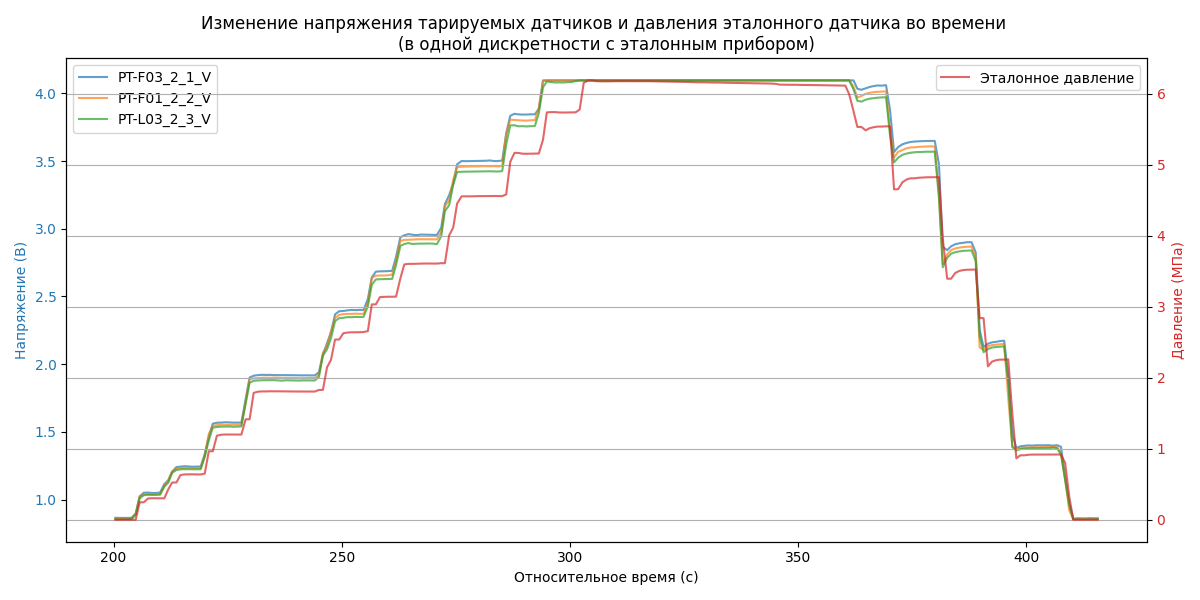 Изменение напряжения тарируемых датчиков и давления эталонного датчика во времени
(в одной дискретности с эталонным прибором)
PT-F03_2_1_V
PT-F01_2_2_V
PT-L03_2_3_V
Эталонное давление
Напряжение (В)
4.0
3.5
3.0
2.5
2.0
1.5
1.0
6
5
4
3
2
1
0
Давление (МПа)
200
250
300
350
400
Относительное время (с)